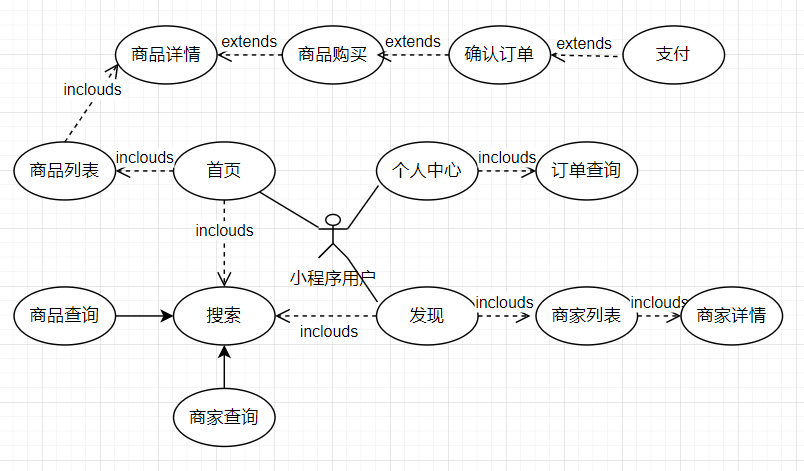 商品详情
extends
商品购买
extends
确认订单
extends
支付
inclouds
商品列表
inclouds
首页
个人中心
inclouds
订单查询
inclouds
小程序用户
商品查询
搜索
inclouds
发现
inclouds
商家列表
inclouds
商家详情
商家查询